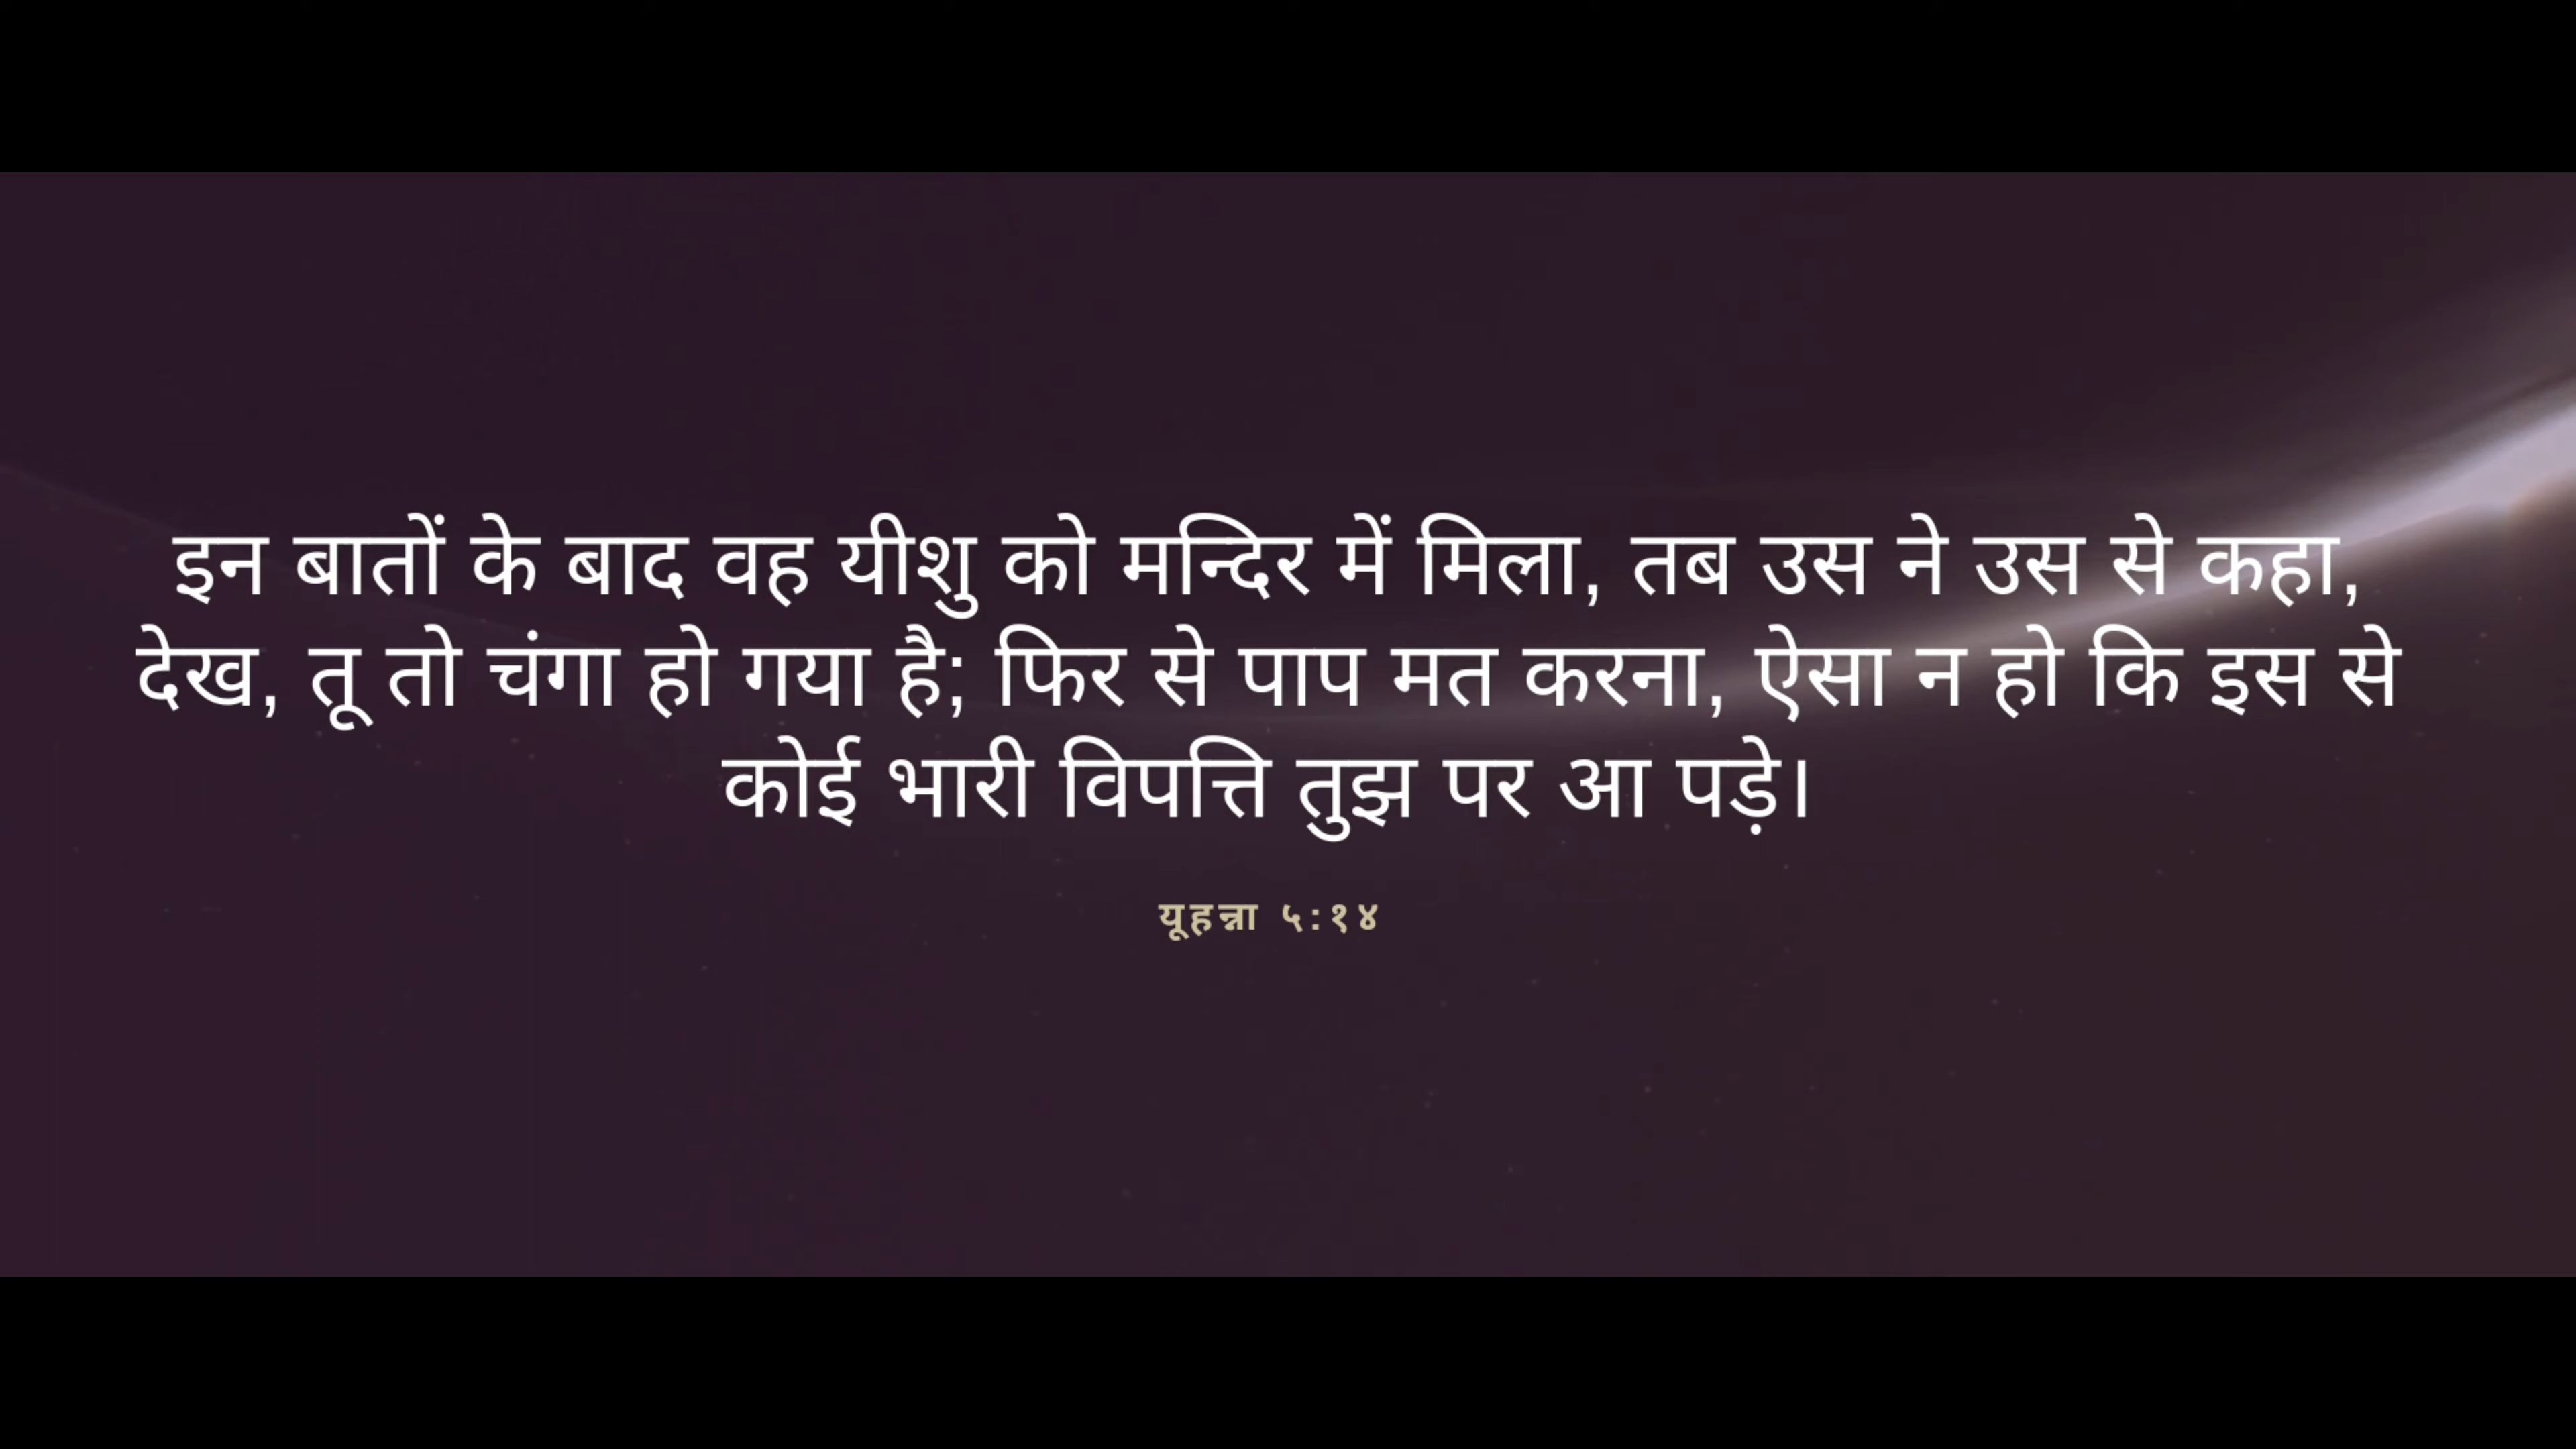 इन बातों के बाद वह यीशु को मन्दिर में मिला, तब उस ने उस से कहा,
देख, तू तो चंगा हो गया है; फिर से पाप मत करना, ऐसा न हो कि इस से
कोई भारी विपत्ति तुझ पर आ पड़े।
यूहन्ना ५:१४